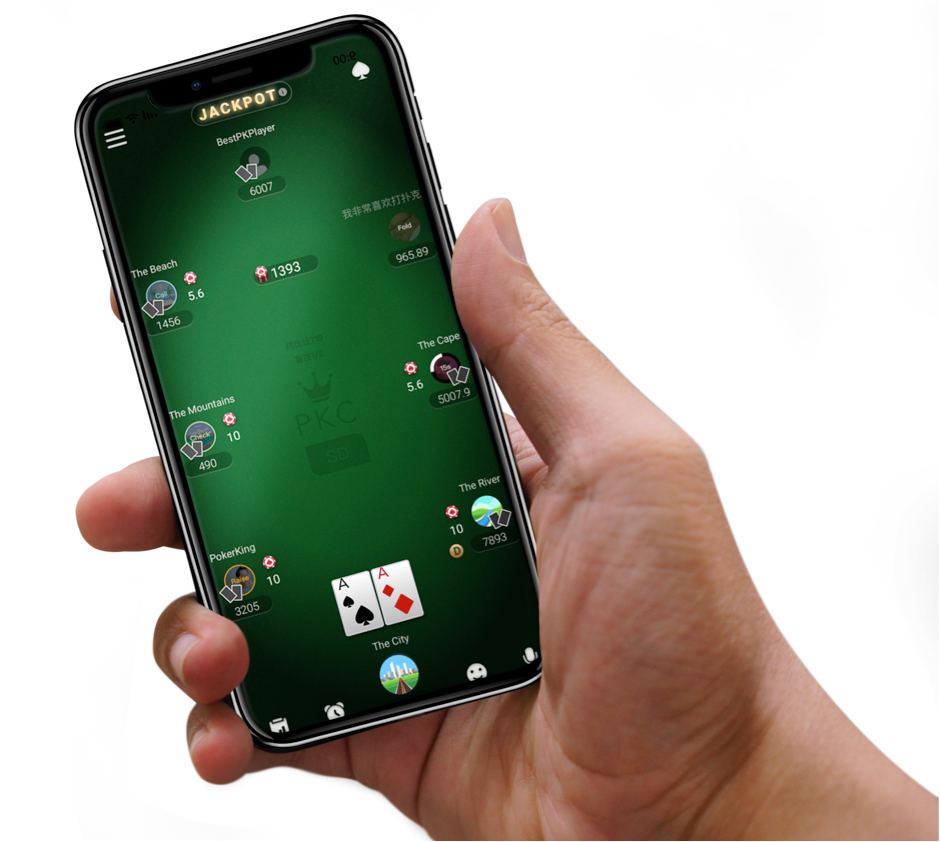 00:8
JACKPOT
BestPKPlayer
6007
我非常喜欢打扑克
Fold
965.89
The Beach
Call
5.6
1456
1393
The Cape
15s
5.6
5007.9
The Mountains
Check
10
490
PKC
SD
The River
10
D
7893
PokerKing
Raise
10
3205
A
A
The City